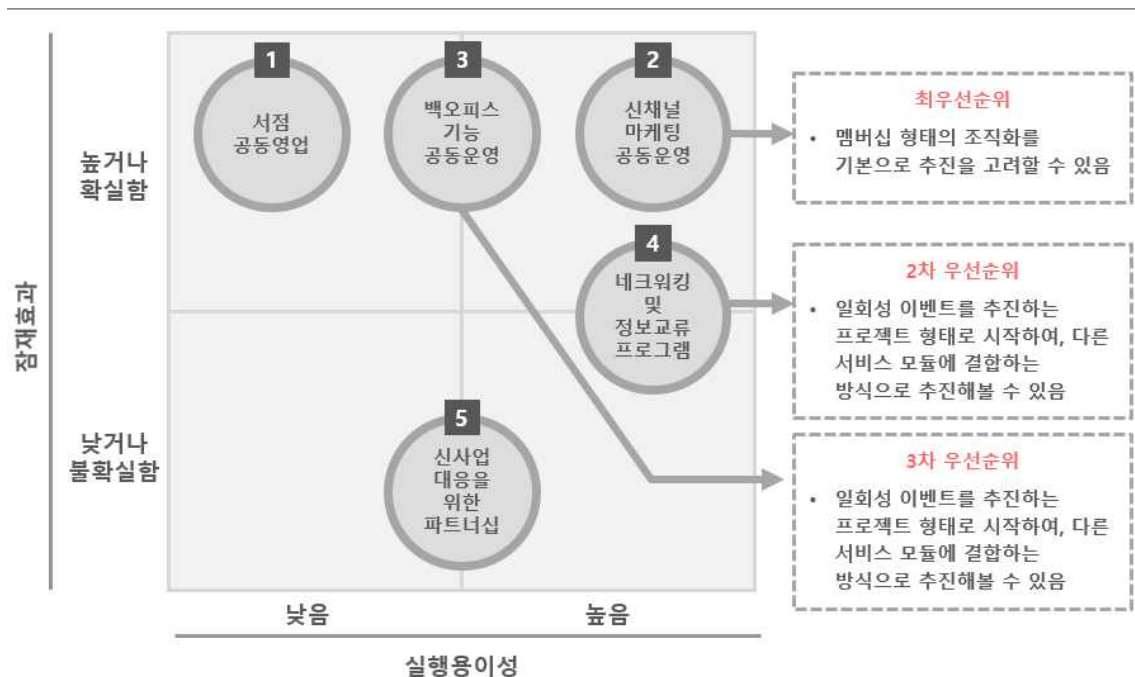 잠재효과
높거나
확실함
낮거나
불확실함
1
서점
공동영업
3
백오피스
기능
공동운영
2
신채널
마케팅
공동운영
4
네크워킹
및
정보교류
프로그램
5
신사업
대응을
위한
파트너십
낮음
높음
실행용이성
최우선순위
• 멤버십 형태의 조직화를
기본으로 추진을 고려할 수 있음
2차 우선순위
• 일회성 이벤트를 추진하는
프로젝트 형태로 시작하여, 다른
서비스 모듈에 결합하는
방식으로 추진해볼 수 있음
3차 우선순위
• 일회성 이벤트를 추진하는
프로젝트 형태로 시작하여, 다른
서비스 모듈에 결합하는
방식으로 추진해볼 수 있음